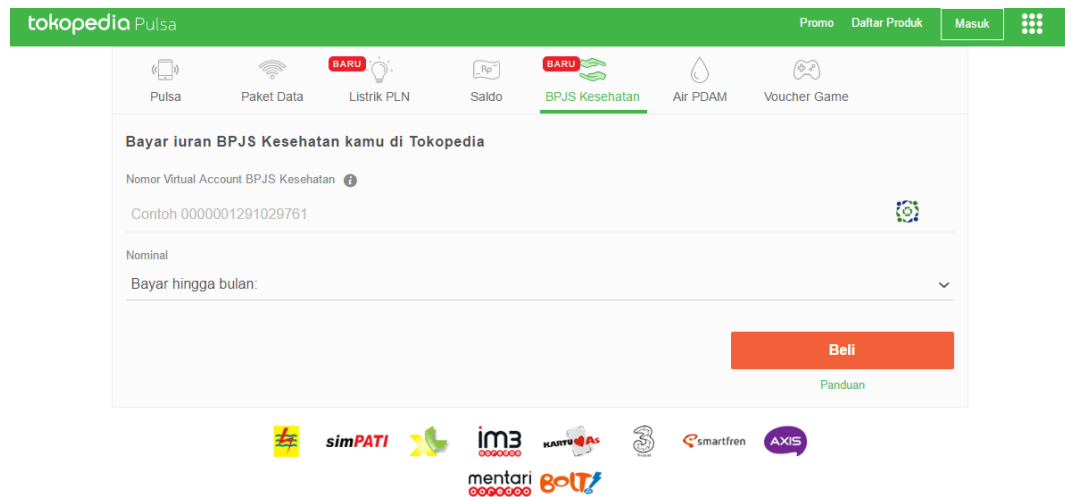 tokopedia Pulsa Promo Daftar Produk Masuk
BARU BARU
Pulsa Paket Data Listrik PLN Saldo BPJS Kesehatan Air PDAM Voucher Game
Bayar iuran BPJS Kesehatan kamu di Tokopedia
Nomor Virtual Account BPJS Kesehatan
Contoh 0000001291029761
Nominal
Bayar hingga bulan:
Beli
Panduan
simPATI XL im3 KARTU As 3 smartfren AXIS
ooredoo
mentari BOLT!
ooredoo